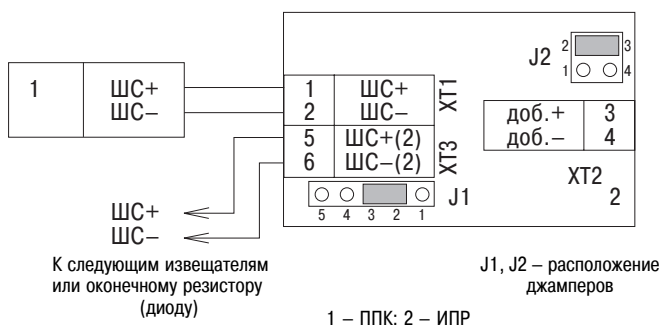 2 3
J2
1 4
1 ШС+ 1 ШС+ XT1
ШС– 2 ШС–
доб.+ 3
доб.– 4
5 ШС+(2) XT3
6 ШС–(2)
XT2
2
J1
5 4 3 2 1
ШС+
ШС–
К следующим извещателям
или оконечному резистору
(диоду)
J1, J2 – расположение
джамперов
1 – ППК; 2 – ИПР